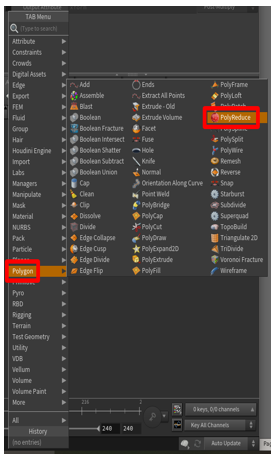 TAB Menu
(Type to search)
Attribute
Constraints
Crowds
Digital Assets
Edge
Export
FEM
Fluid
Group
Hair
Houdini Engine
Import
Labs
Managers
Manipulate
Mask
Material
NURBS
Pack
Particle
Polygon
Pyro
RBD
Rigging
Terrain
Test Geometry
Utility
VDB
Vellum
Volume
Volume Paint
More
All
History
(no entries)
Add
Assemble
Blast
Boolean
Boolean Fracture
Boolean Intersect
Boolean Shatter
Boolean Subtract
Boolean Union
Cap
Clean
Clip
Dissolve
Divide
Edge Collapse
Edge Cusp
Edge Divide
Edge Flip
Ends
Extract All Points
Extrude - Old
Extrude Volume
Facet
Fuse
Hole
Knife
Normal
Orientation Along Curve
Point Weld
PolyBridge
PolyCap
PolyCut
PolyDraw
PolyExpand2D
PolyExtrude
PolyFill
PolyFrame
PolyLoft
PolyReduce
PolySplit
PolyWire
Remesh
Reverse
Snap
Starburst
Subdivide
Superquad
TopoBuild
Triangulate 2D
TriDivide
Voronoi Fracture
Wireframe
216
2
240
240
0 keys, 0/0 channels
Key All Channels
Auto Update